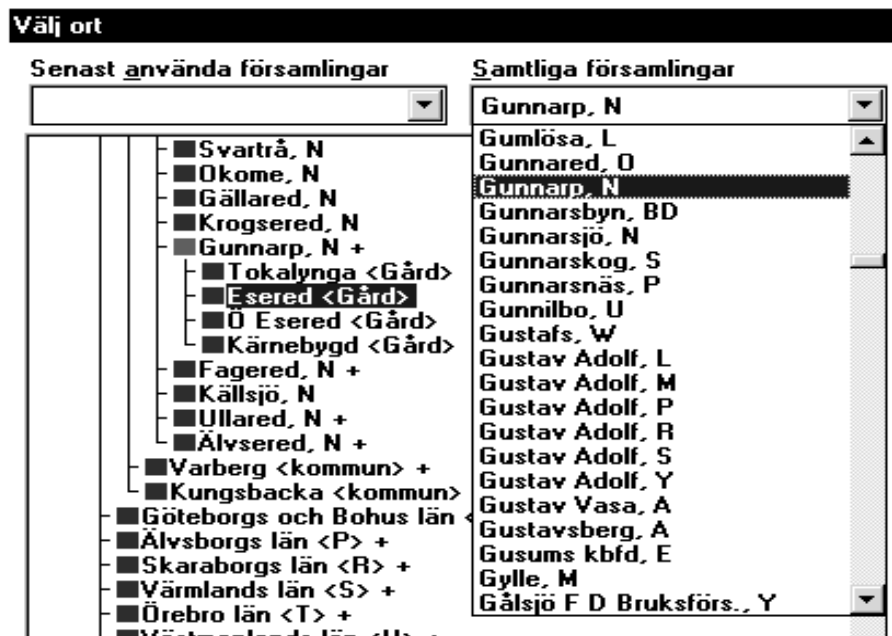 Välj ort
Senast använda församlingar
Samtliga församlingar
Gunnarp, N
Svartrå, N
Okome, N
Gällared, N
Krogsered, N
Gunnarp, N +
Tokalynga <Gård>
Esered <Gård>
Ö Esered <Gård>
Kärnebygd <Gård>
Fagered, N +
Källsjö, N
Ullared, N +
Älvsered, N +
Varberg <kommun> +
Kungsbacka <kommun>
Göteborgs och Bohus län <
Älvsborgs län <P> +
Skaraborgs län <R> +
Värmlands län <S> +
Örebro län <T> +
Västmanlands län <U> +
Gumlösa, L
Gunnared, O
Gunnarp, N
Gunnarsbyn, BD
Gunnarsjö, N
Gunnarskog, S
Gunnarsnäs, P
Gunnilbo, U
Gustafs, W
Gustav Adolf, L
Gustav Adolf, M
Gustav Adolf, P
Gustav Adolf, R
Gustav Adolf, S
Gustav Adolf, Y
Gustav Vasa, A
Gustavsberg, A
Gusums kbfd, E
Gylle, M
Gålsjö F D Bruksförs., Y